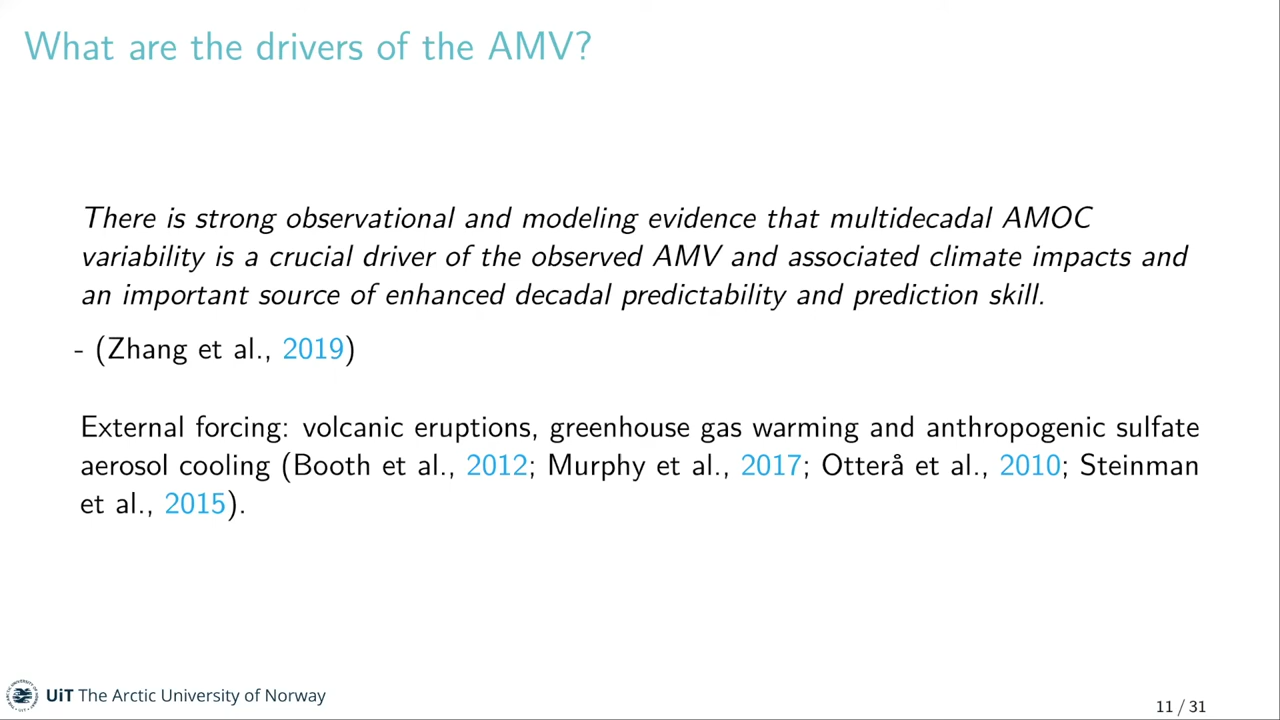 What are the drivers of the AMV?
There is strong observational and modeling evidence that multidecadal AMOC
variability is a crucial driver of the observed AMV and associated climate impacts and
an important source of enhanced decadal predictability and prediction skill.
- (Zhang et al., 2019)
External forcing: volcanic eruptions, greenhouse gas warming and anthropogenic sulfate
aerosol cooling (Booth et al., 2012; Murphy et al., 2017; Otterå et al., 2010; Steinman
et al., 2015).
UiT The Arctic University of Norway
11 / 31